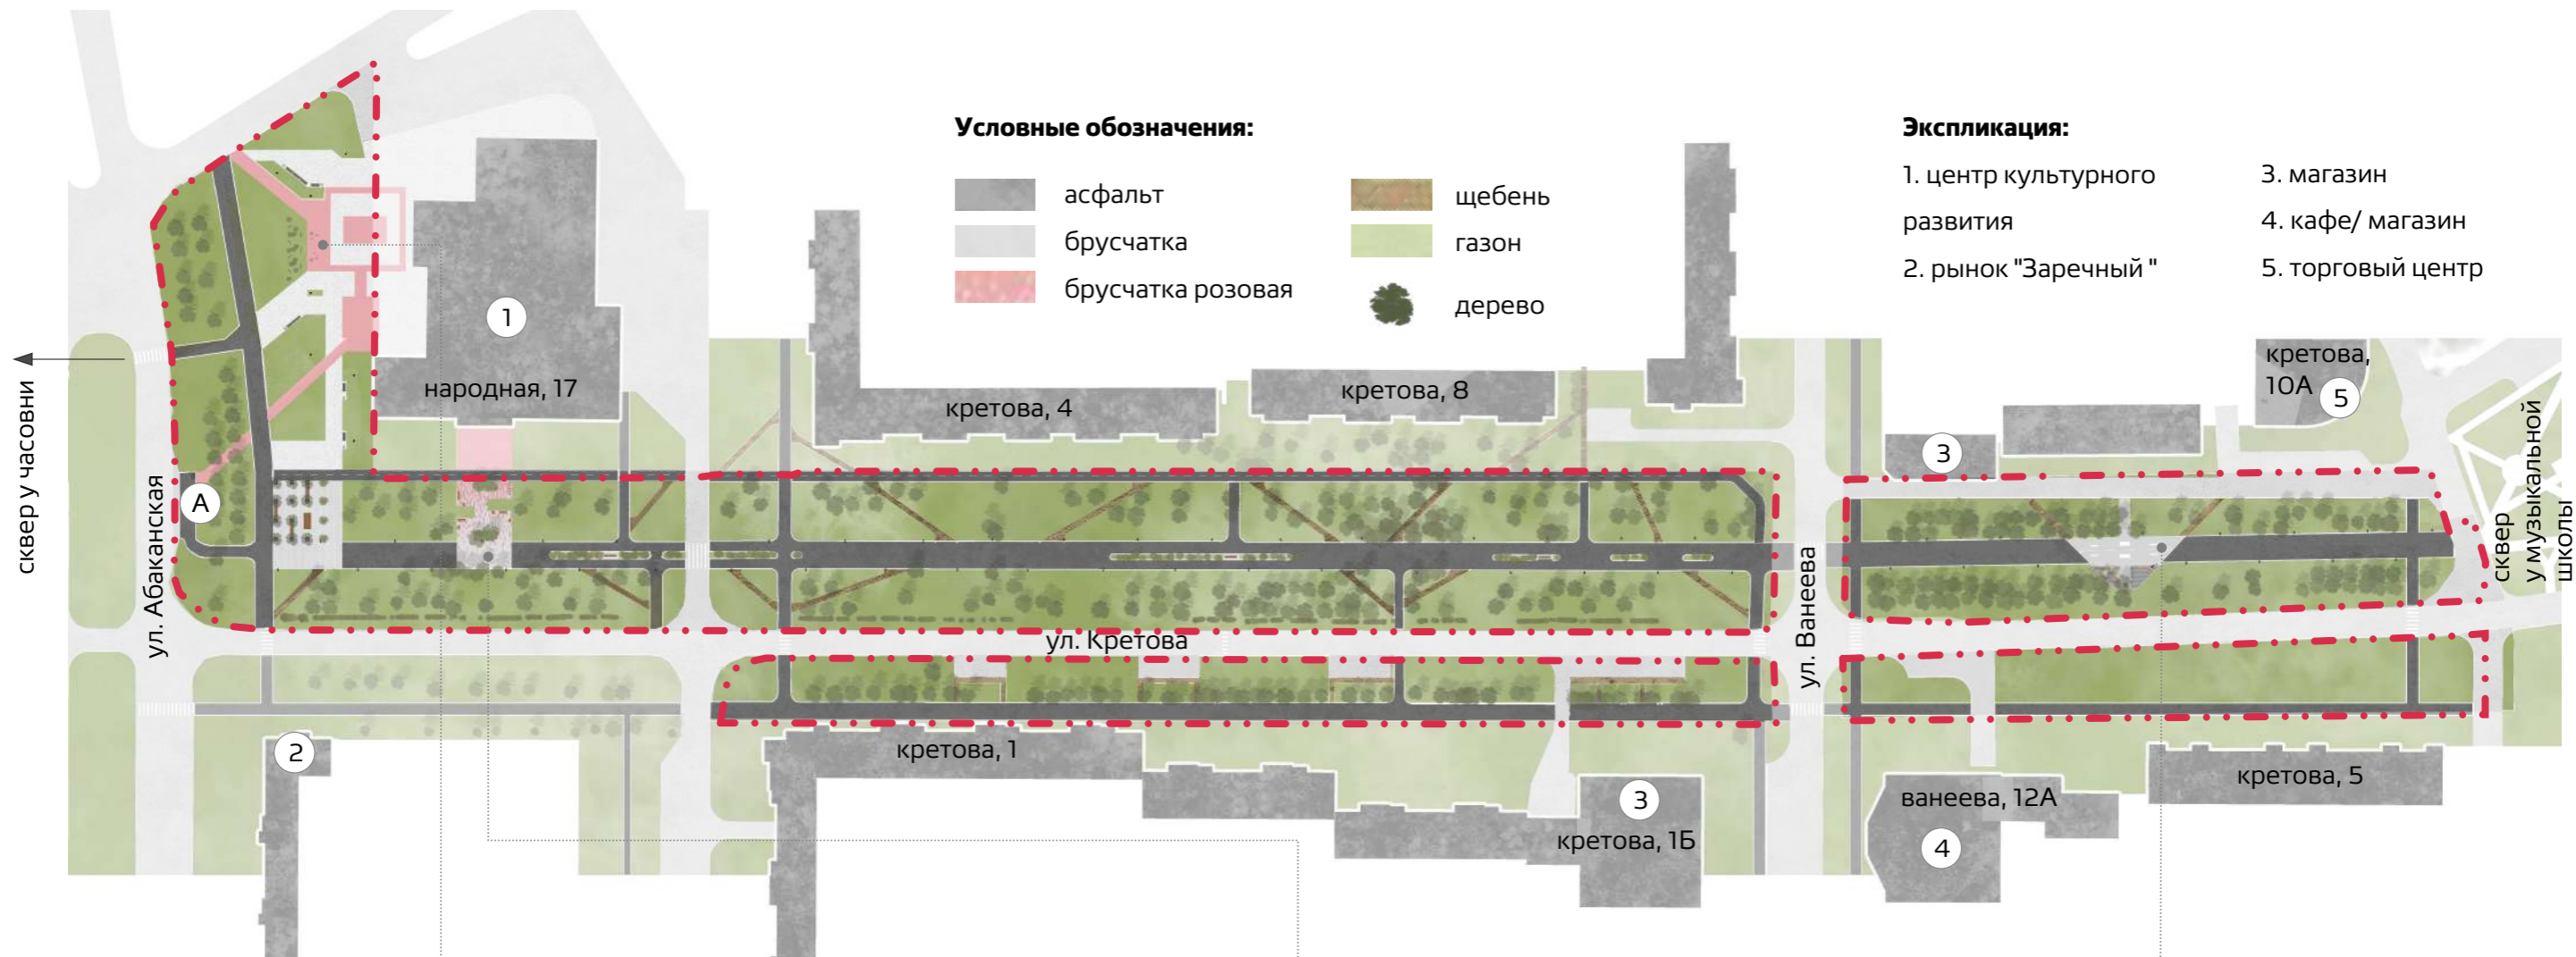 Условные обозначения:
асфальт
брусчатка
брусчатка розовая
щебень
газон
дерево
Экспликация:
1. центр культурного
развития
2. рынок "Заречный "
3. магазин
4. кафе/ магазин
5. торговый центр
1
народная, 17
кретова, 4
кретова, 8
кретова,
10А
5
3
сквер у часовни
ул. Абаканская
А
ул. Кретова
ул. Ванеева
сквер
у музыкальной
школы
2
кретова, 1
3
кретова, 1Б
ванеева, 12А
4
кретова, 5